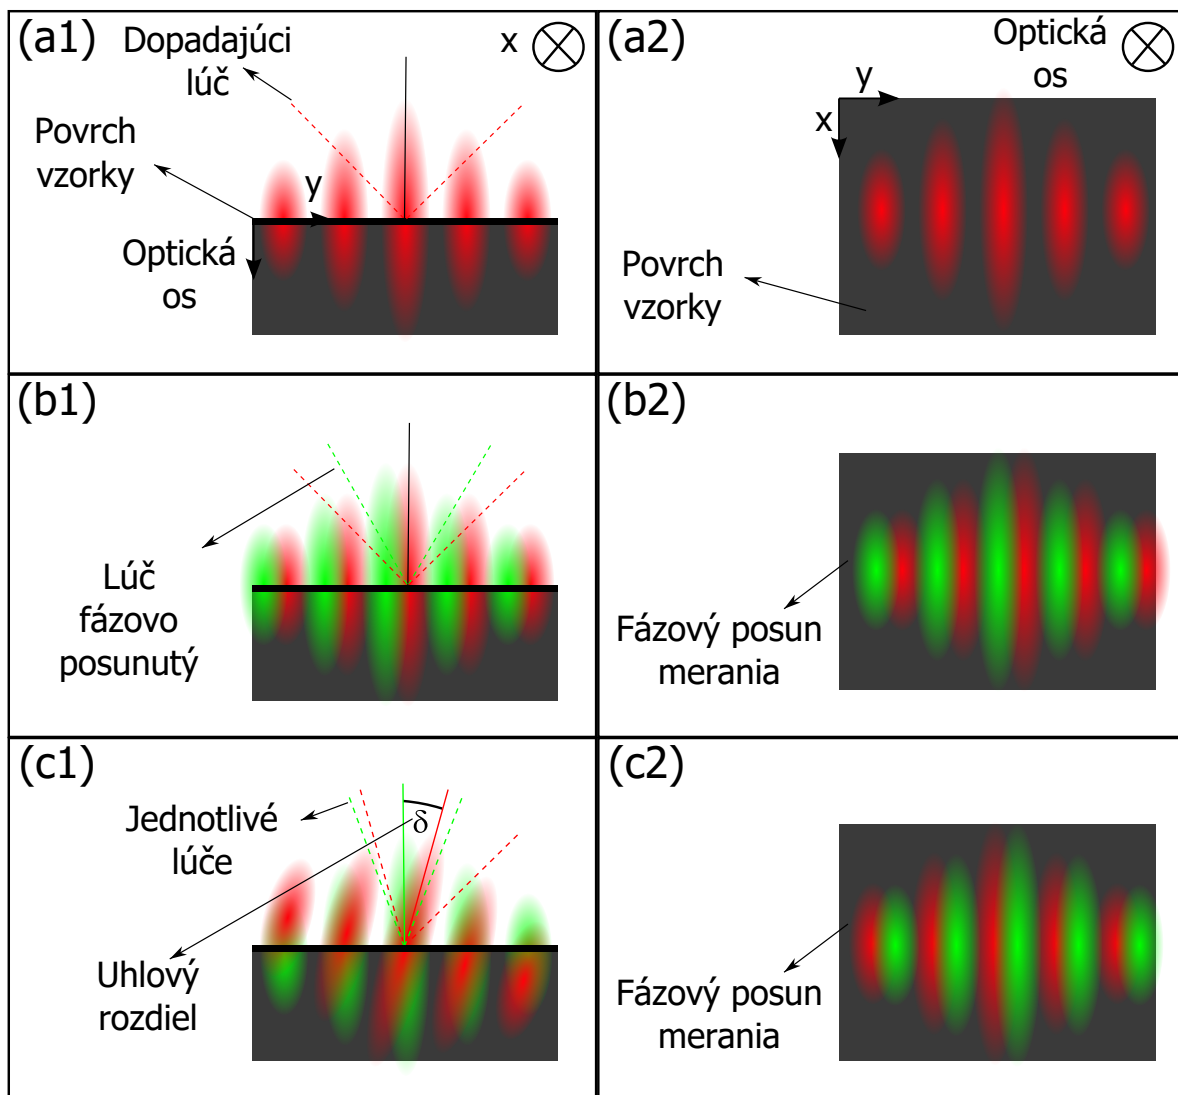 (a1)
Dopadajúci
lúč
x
Povrch
vzorky
y
Optická
os
(a2)
Optická
os
y
x
Povrch
vzorky
(b1)
Lúč
fázovo
posunutý
(b2)
Fázový posun
merania
(c1)
Jednotlivé
lúče
δ
Uhlový
rozdiel
(c2)
Fázový posun
merania